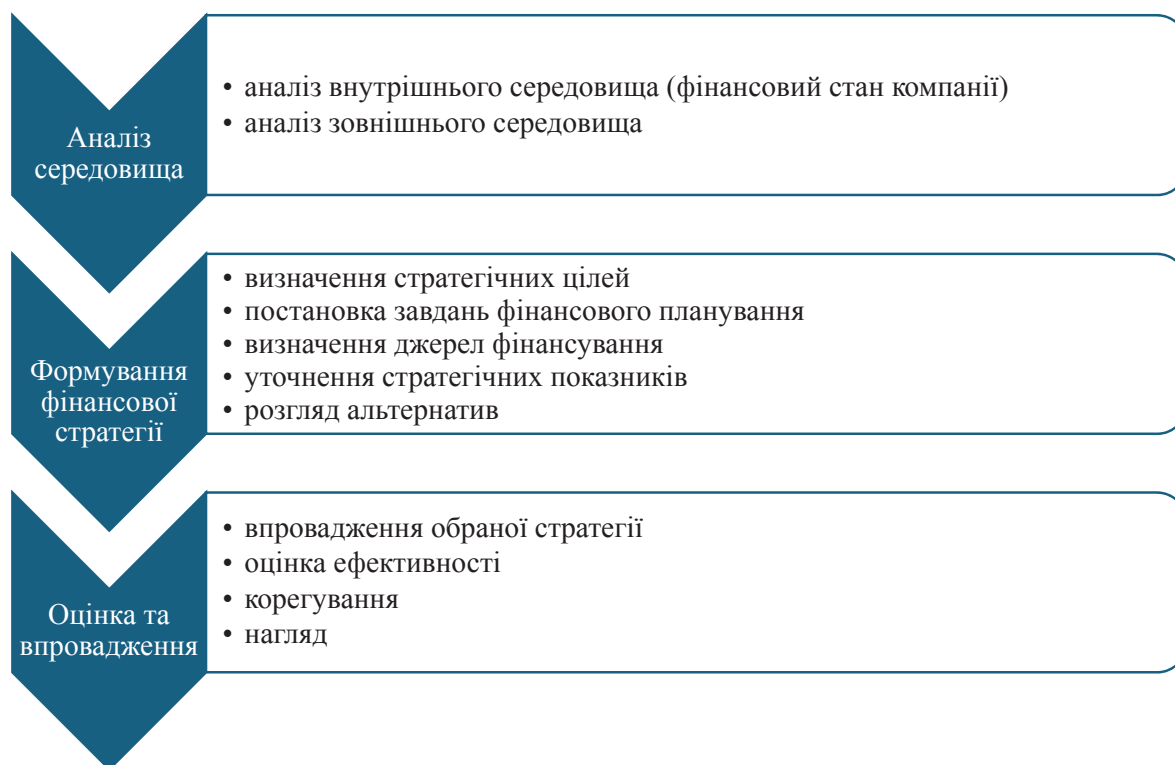 Аналіз
середовища
• аналіз внутрішнього середовища (фінансовий стан компанії)
• аналіз зовнішнього середовища
Формування
фінансової
стратегії
• визначення стратегічних цілей
• постановка завдань фінансового планування
• визначення джерел фінансування
• уточнення стратегічних показників
• розгляд альтернатив
Оцінка та
впровадження
• впровадження обраної стратегії
• оцінка ефективності
• корегування
• нагляд